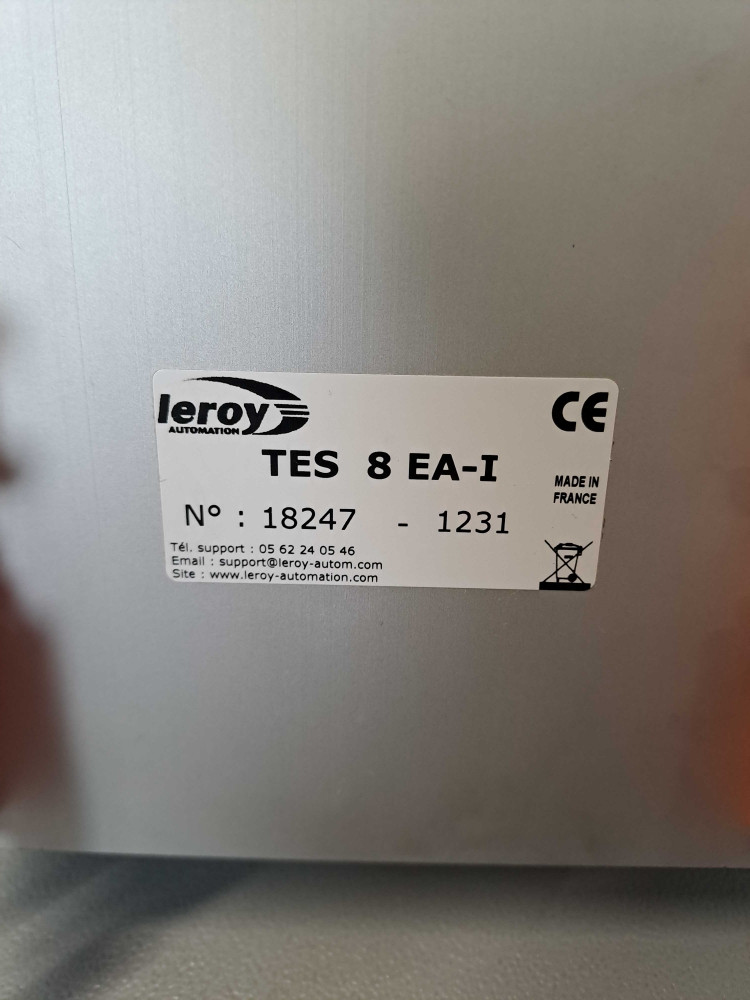 leroy
AUTOMATION
CE
TES 8 EA-I
MADE IN
FRANCE
N° : 18247 - 1231
Tél. support : 05 62 24 05 46
Email : support@leroy-autom.com
Site : www.leroy-automation.com